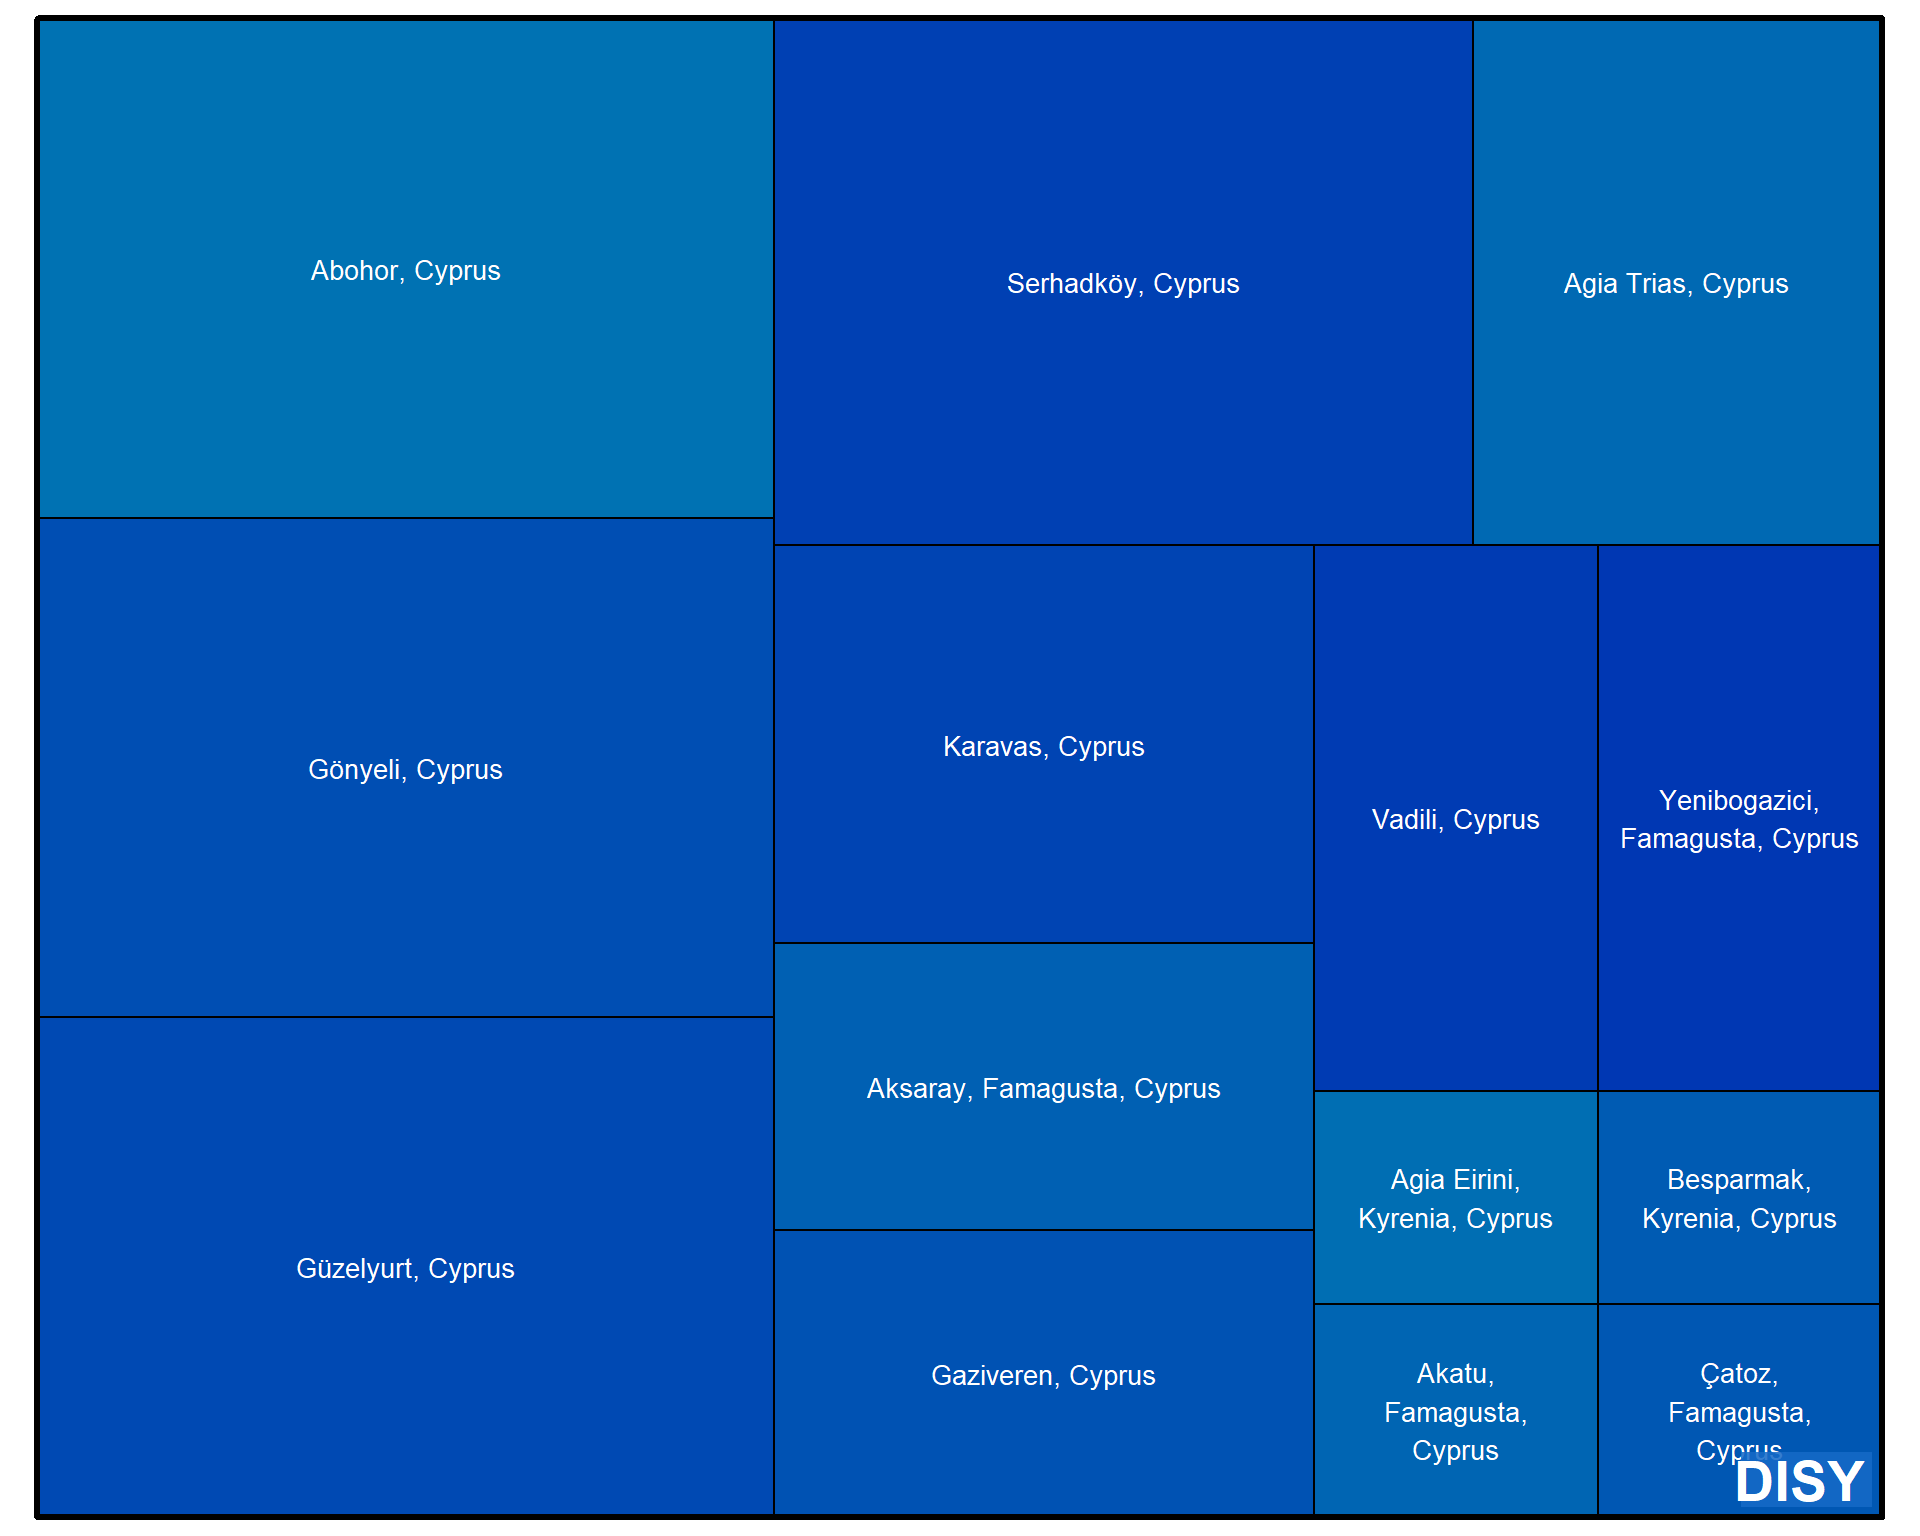 Abohor, Cyprus
Serhadköy, Cyprus
Agia Trias, Cyprus
Gönyeli, Cyprus
Karavas, Cyprus
Vadili, Cyprus
Yenibogazici,
Famagusta, Cyprus
Aksaray, Famagusta, Cyprus
Agia Eirini,
Kyrenia, Cyprus
Besparmak,
Kyrenia, Cyprus
Güzelyurt, Cyprus
Gaziveren, Cyprus
Akatu,
Famagusta,
Cyprus
Çatoz,
Famagusta,
Cyprus
DISY